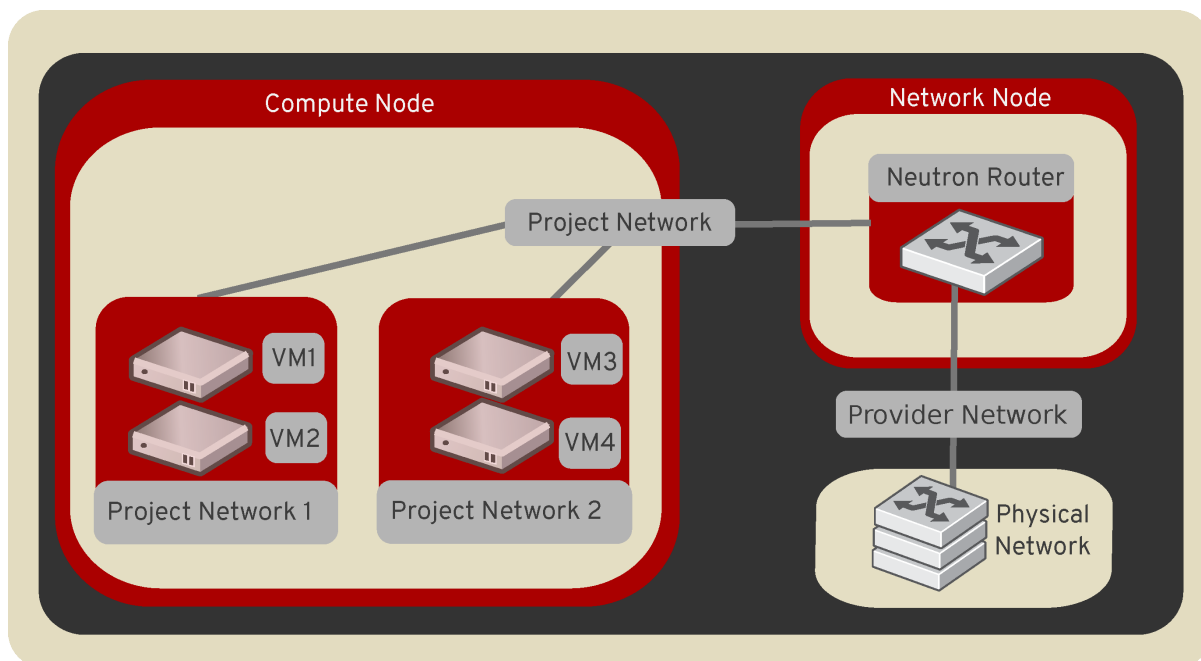 Compute Node
Network Node
Neutron Router
Project Network
VM1
VM2
VM3
VM4
Project Network 1
Project Network 2
Provider Network
Physical
Network